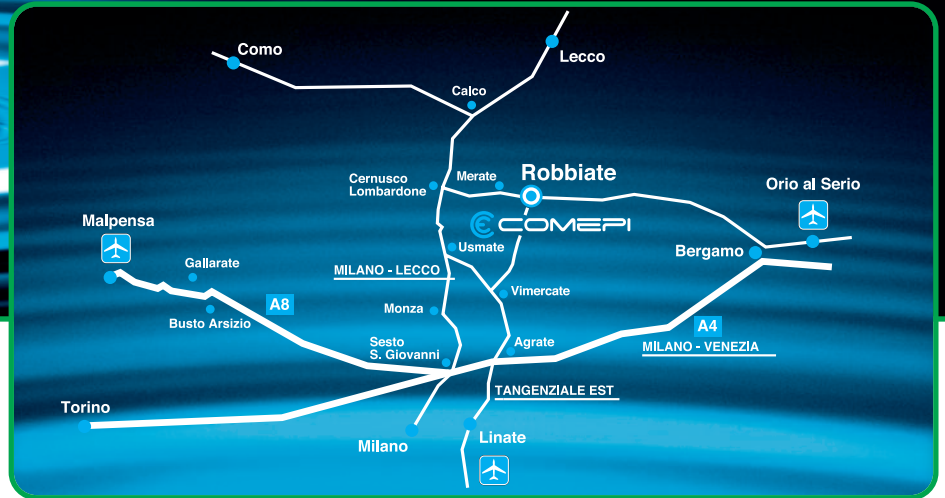 Como
Lecco
Calco
Cernusco
Lombardone
Merate
Robbiate
Orio al Serio
Malpensa
COMEPI
Usmate
Bergamo
Gallarate
MILANO - LECCO
Vimercate
A8
Monza
Busto Arsizio
A4
Sesto
S. Giovanni
Agrate
MILANO - VENEZIA
TANGENZIALE EST
Torino
Milano
Linate